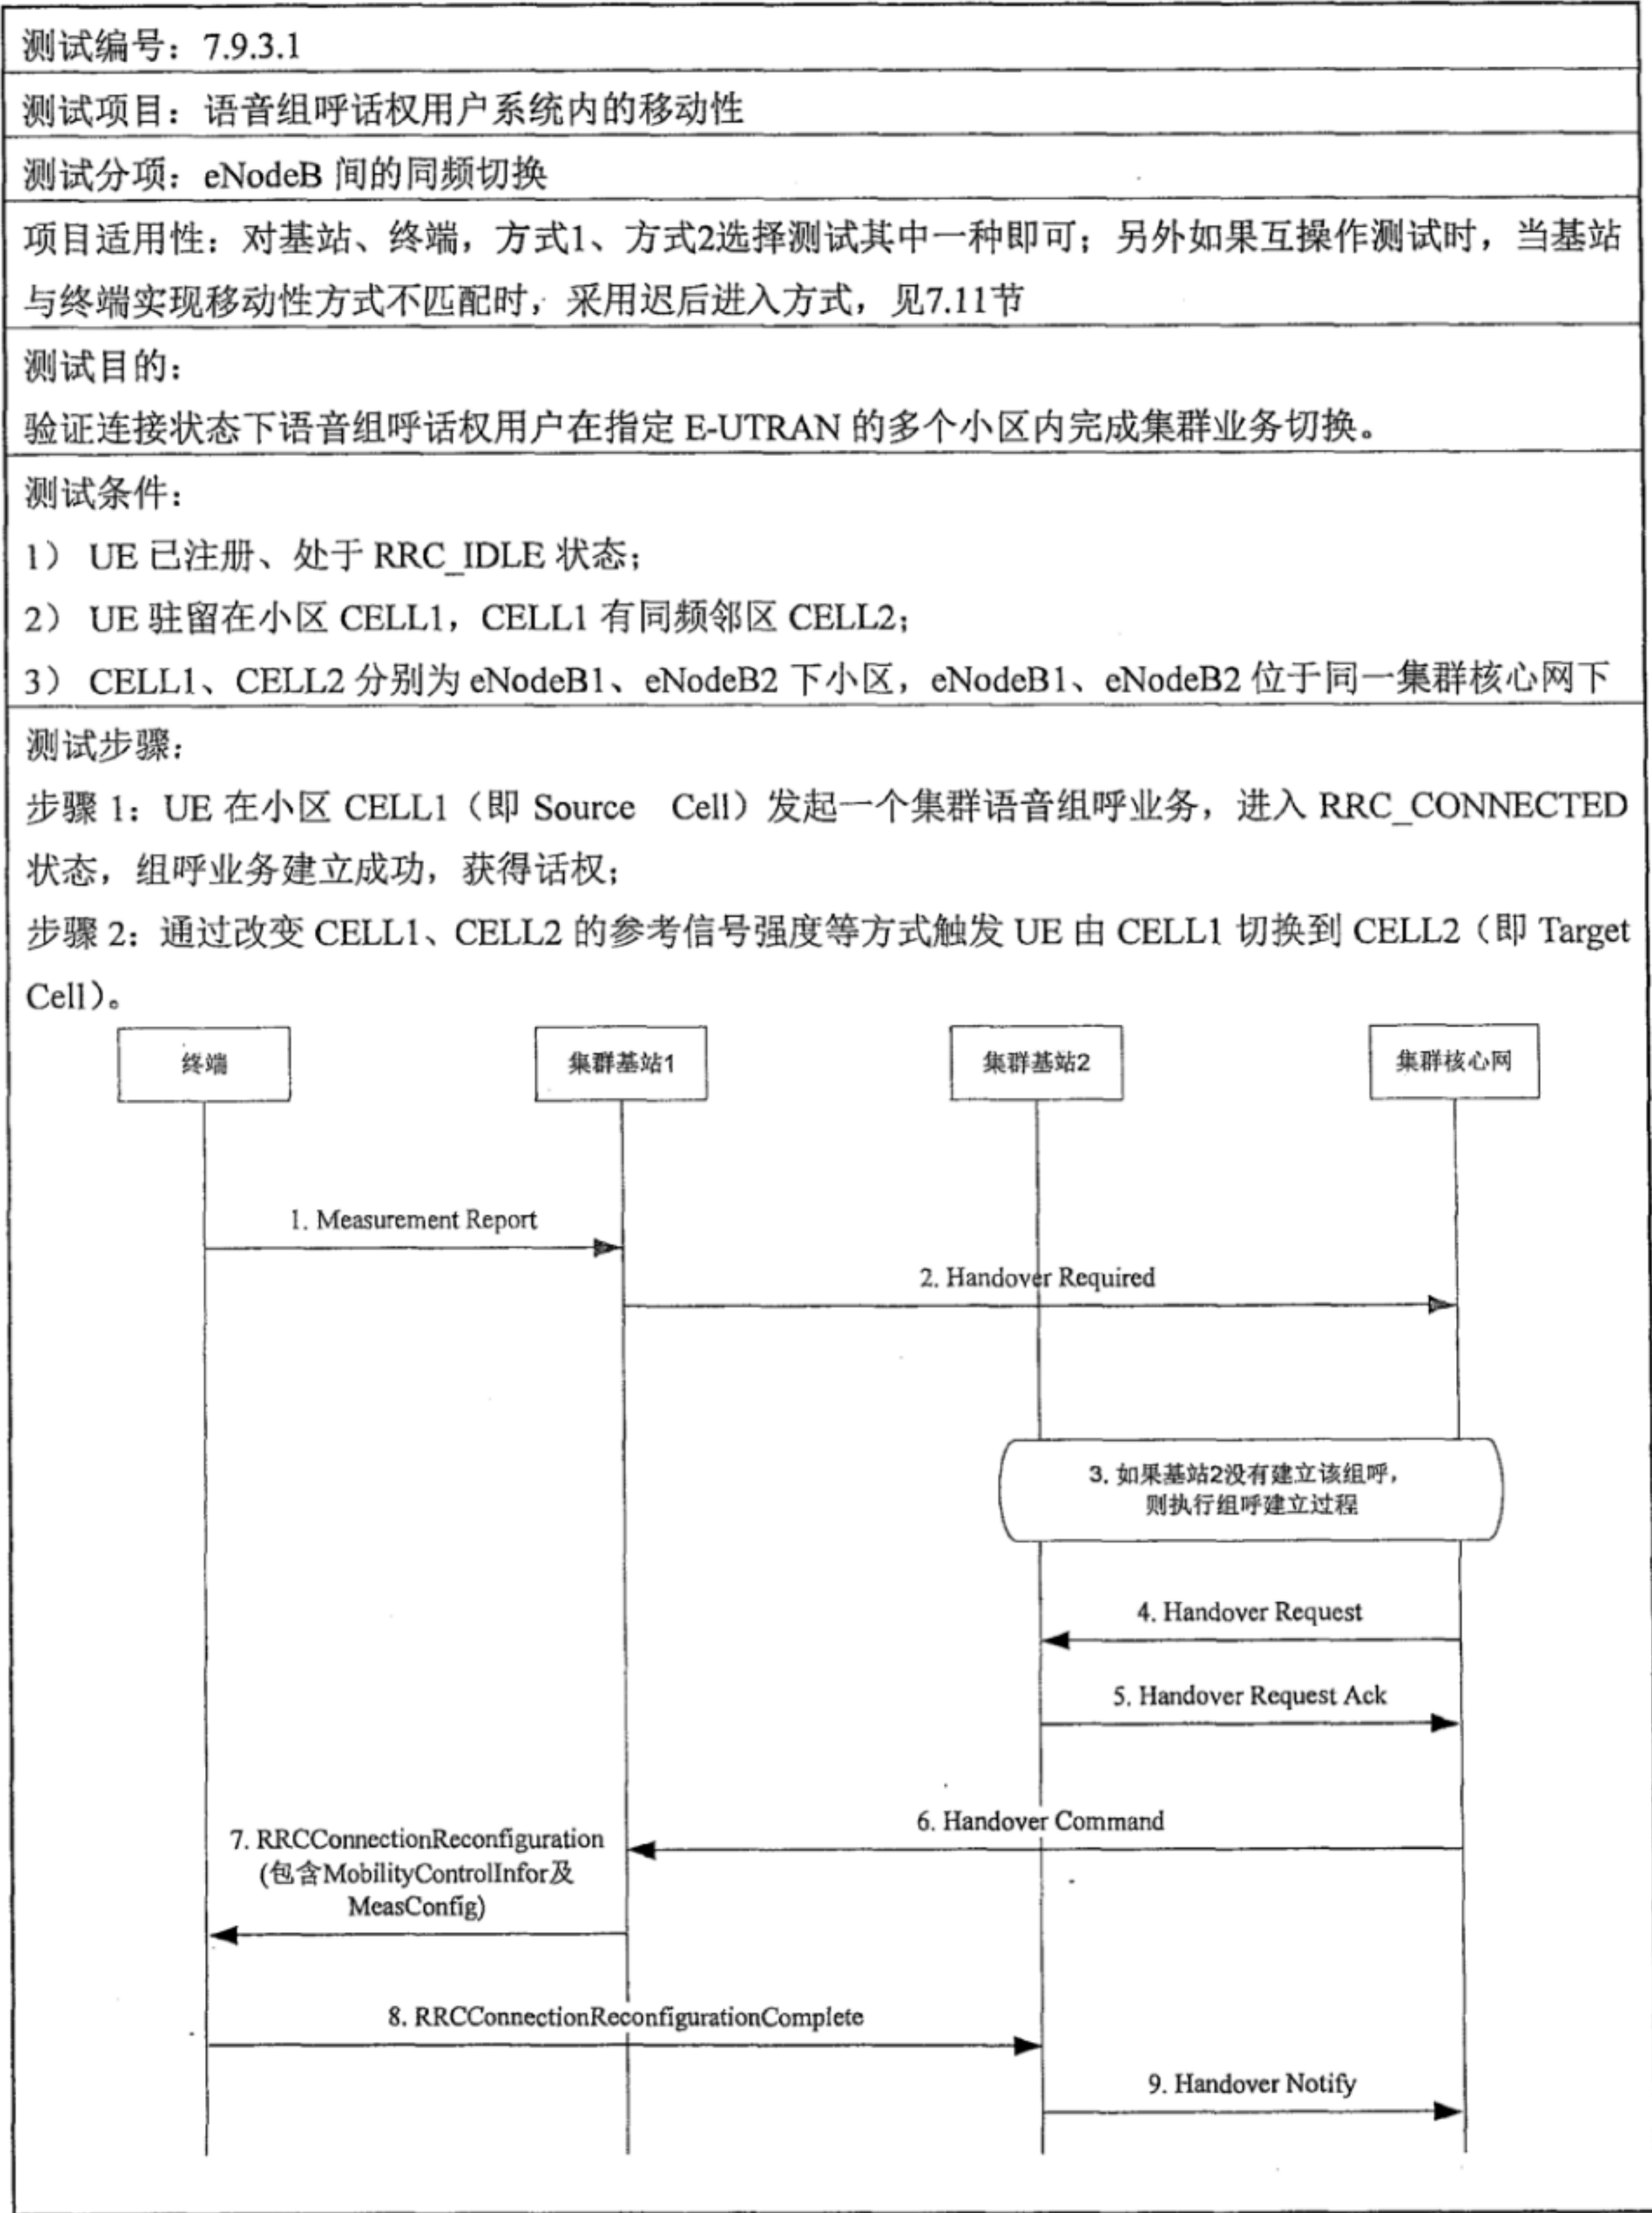 测试编号：7.9.3.1
测试项目：语音组呼话权用户系统内的移动性
测试分项：eNodeB 间的同频切换
项目适用性：对基站、终端，方式1、方式2选择测试其中一种即可；另外如果互操作测试时，当基站
与终端实现移动性方式不匹配时，采用迟后进入方式，见7.11节
测试目的：
验证连接状态下语音组呼话权用户在指定 E-UTRAN 的多个小区内完成集群业务切换。
测试条件：
1） UE 已注册、处于 RRC_IDLE 状态；
2） UE 驻留在小区 CELL1，CELL1 有同频邻区 CELL2；
3） CELL1、CELL2 分别为 eNodeB1、eNodeB2 下小区，eNodeB1、eNodeB2 位于同一集群核心网下
测试步骤：
步骤 1：UE 在小区 CELL1（即 Source Cell）发起一个集群语音组呼业务，进入 RRC_CONNECTED
状态，组呼业务建立成功，获得话权；
步骤 2：通过改变 CELL1、CELL2 的参考信号强度等方式触发 UE 由 CELL1 切换到 CELL2（即 Target
Cell）。
终端
集群基站1
集群基站2
集群核心网
1. Measurement Report
2. Handover Required
3. 如果基站2没有建立该组呼，
则执行组呼建立过程
4. Handover Request
5. Handover Request Ack
6. Handover Command
7. RRCConnectionReconfiguration
(包含MobilityControlInfor及
MeasConfig)
8. RRCConnectionReconfigurationComplete
9. Handover Notify